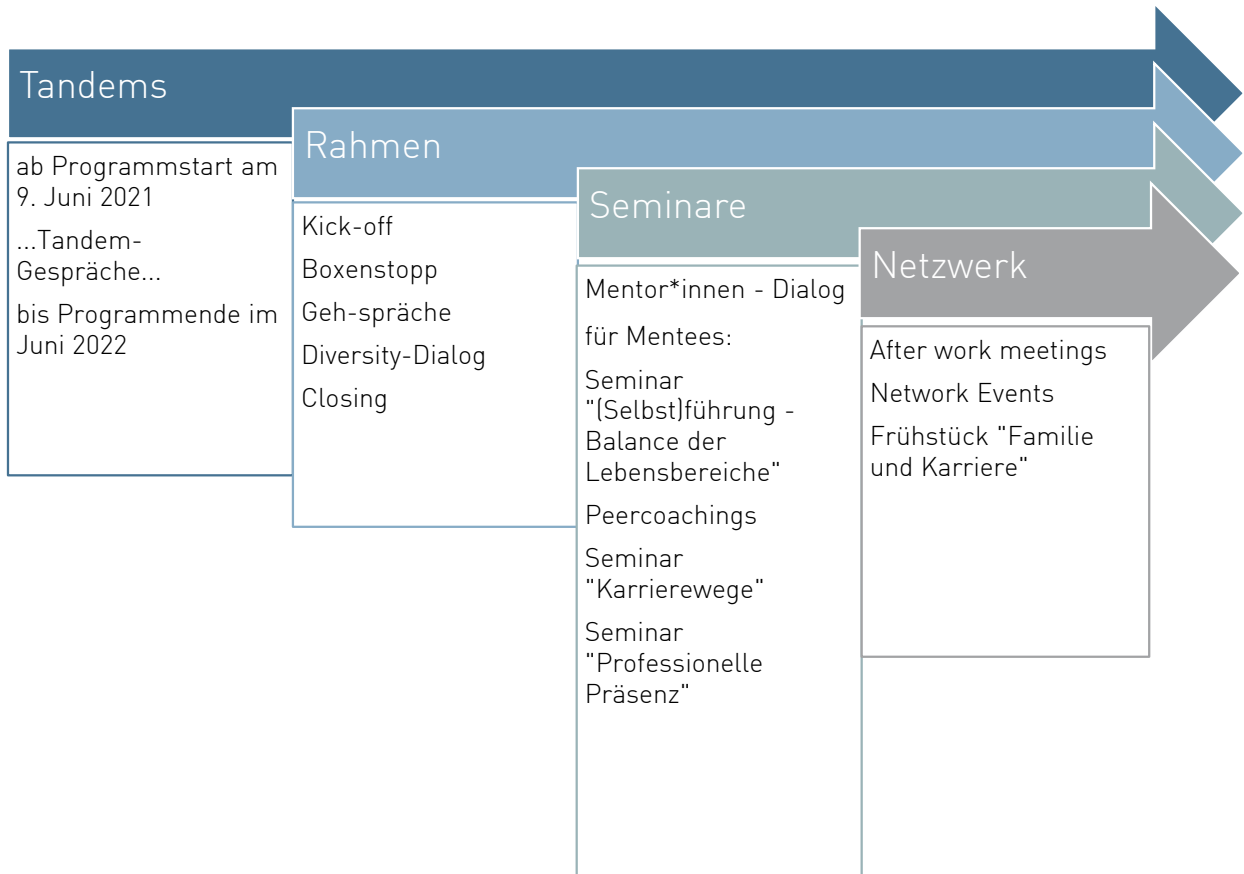 Tandems
ab Programmstart am
9. Juni 2021
...Tandem-
Gespräche...
bis Programmende im
Juni 2022
Rahmen
Kick-off
Boxenstopp
Geh-spräche
Diversity-Dialog
Closing
Seminare
Mentor*innen - Dialog
für Mentees:
Seminar
"(Selbst)führung -
Balance der
Lebensbereiche"
Peercoachings
Seminar
"Karrierewege"
Seminar
"Professionelle
Präsenz"
Netzwerk
After work meetings
Network Events
Frühstück "Familie
und Karriere"